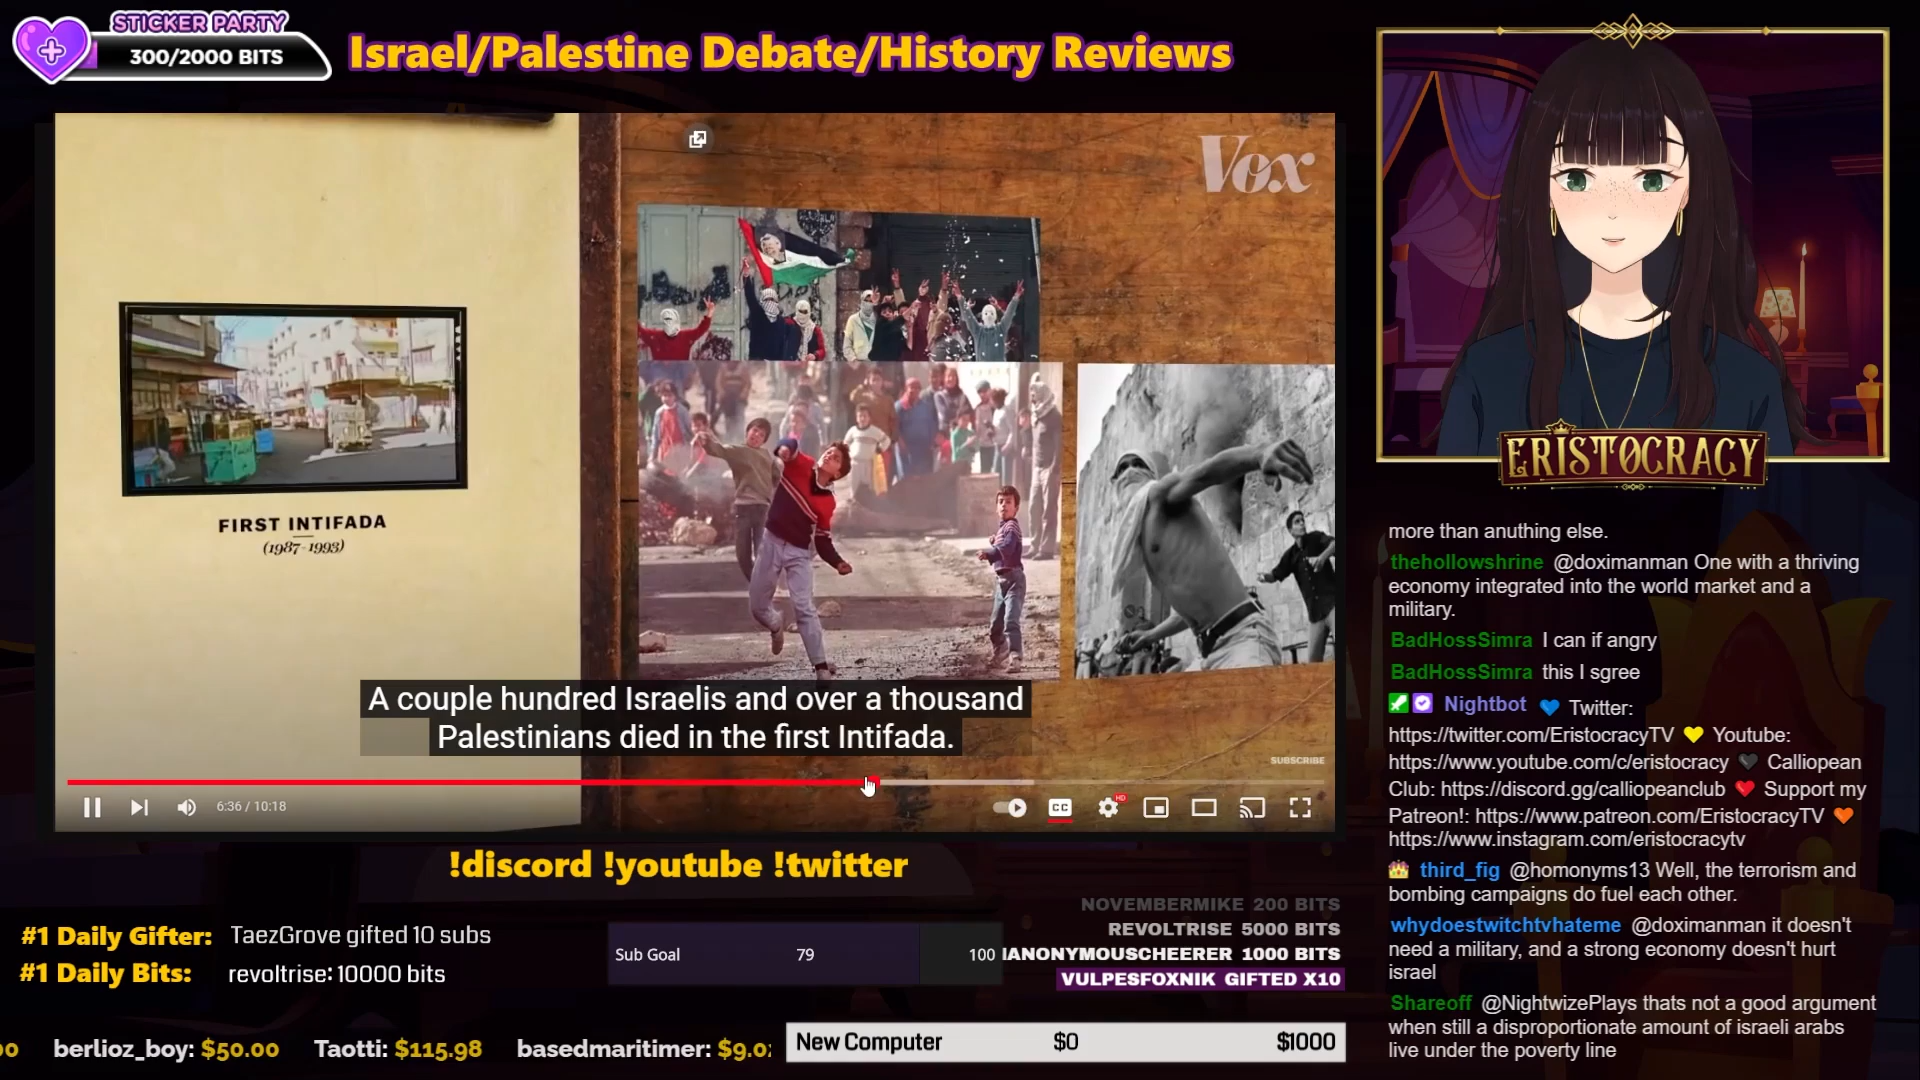 STICKER PARTY
300/2000 BITS
Israel/Palestine Debate/History Reviews
Vox
FIRST INTIFADA
(1987-1993)
A couple hundred Israelis and over a thousand
Palestinians died in the first Intifada.
SUBSCRIBE
6:36 / 10:18
CC
HD
!discord !youtube !twitter
#1 Daily Gifter: TaezGrove gifted 10 subs
#1 Daily Bits: revoltrise: 10000 bits
Sub Goal 79 100
NOVEMBERMIKE 200 BITS
REVOLTRISE 5000 BITS
ANONYMOUSCHEERER 1000 BITS
VULPESFOXNIK GIFTED X10
berlioz_boy: $50.00 Taotti: $115.98 basedmaritimer: $9.0
New Computer $0 $1000
ERISTOCRACY
more than anuthing else.
thehollowshrine @doximanman One with a thriving
economy integrated into the world market and a
military.
BadHossSimra I can if angry
BadHossSimra this I sgree
Nightbot Twitter:
https://twitter.com/EristocracyTV Youtube:
https://www.youtube.com/c/eristocracy Calliopean
Club: https://discord.gg/calliopeanclub Support my
Patreon!: https://www.patreon.com/EristocracyTV
https://www.instagram.com/eristocracytv
third_fig @homonyms13 Well, the terrorism and
bombing campaigns do fuel each other.
whydoestwitchtvhateme @doximanman it doesn't
need a military, and a strong economy doesn't hurt
israel
Shareoff @NightwizePlays thats not a good argument
when still a disproportionate amount of israeli arabs
live under the poverty line